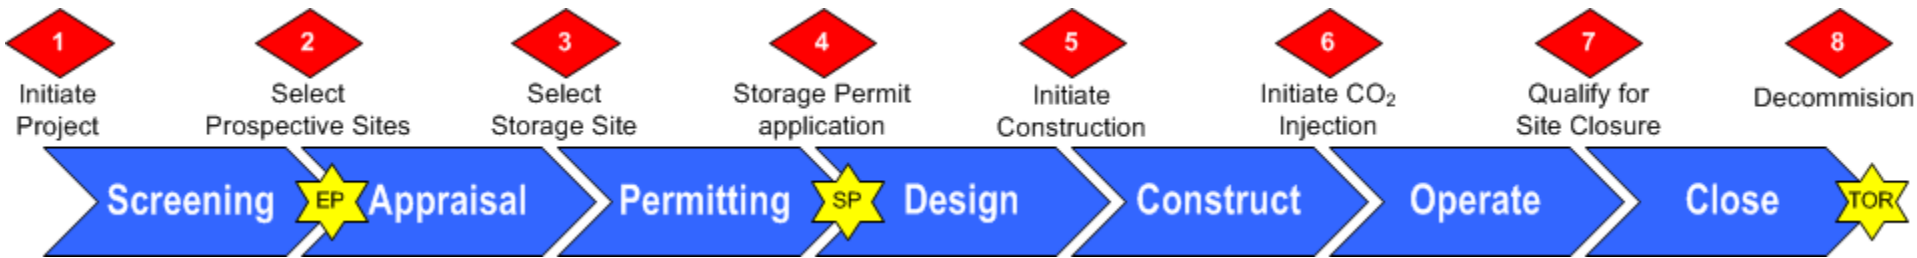 1
2
3
4
5
6
7
8
Initiate
Project
Select
Prospective Sites
Select
Storage Site
Storage Permit
application
Initiate
Construction
Initiate CO₂
Injection
Qualify for
Site Closure
Decommision
Screening
EP
Appraisal
Permitting
SP
Design
Construct
Operate
Close
TOR